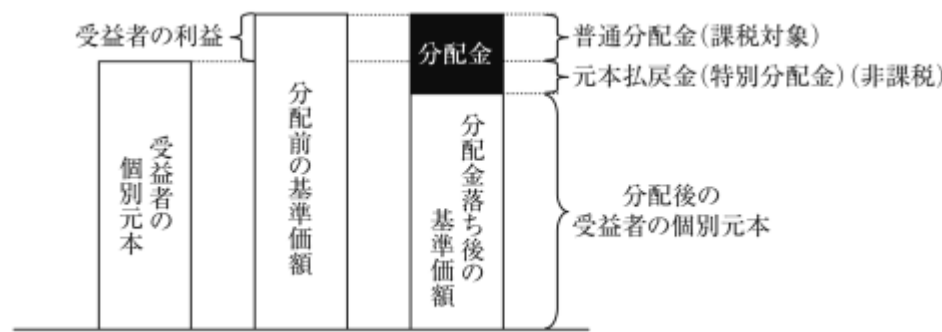 受益者の利益
分配金
普通分配金(課税対象)
元本払戻金(特別分配金)(非課税)
受益者の
個別元本
分配前の基準価額
分配金落ち後の
基準価額
分配後の
受益者の個別元本